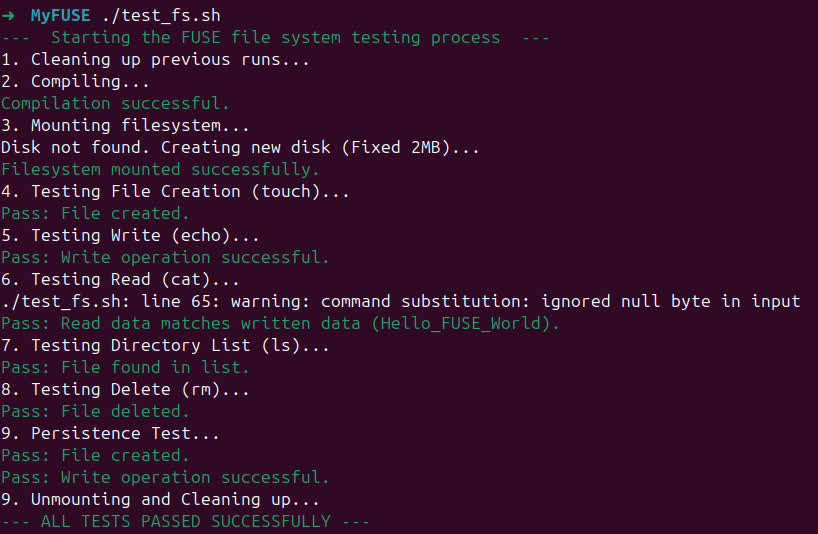 ➜ MyFUSE ./test_fs.sh
--- Starting the FUSE file system testing process ---
1. Cleaning up previous runs...
2. Compiling...
Compilation successful.
3. Mounting filesystem...
Disk not found. Creating new disk (Fixed 2MB)...
Filesystem mounted successfully.
4. Testing File Creation (touch)...
Pass: File created.
5. Testing Write (echo)...
Pass: Write operation successful.
6. Testing Read (cat)...
./test_fs.sh: line 65: warning: command substitution: ignored null byte in input
Pass: Read data matches written data (Hello_FUSE_World).
7. Testing Directory List (ls)...
Pass: File found in list.
8. Testing Delete (rm)...
Pass: File deleted.
9. Persistence Test...
Pass: File created.
Pass: Write operation successful.
9. Unmounting and Cleaning up...
--- ALL TESTS PASSED SUCCESSFULLY ---